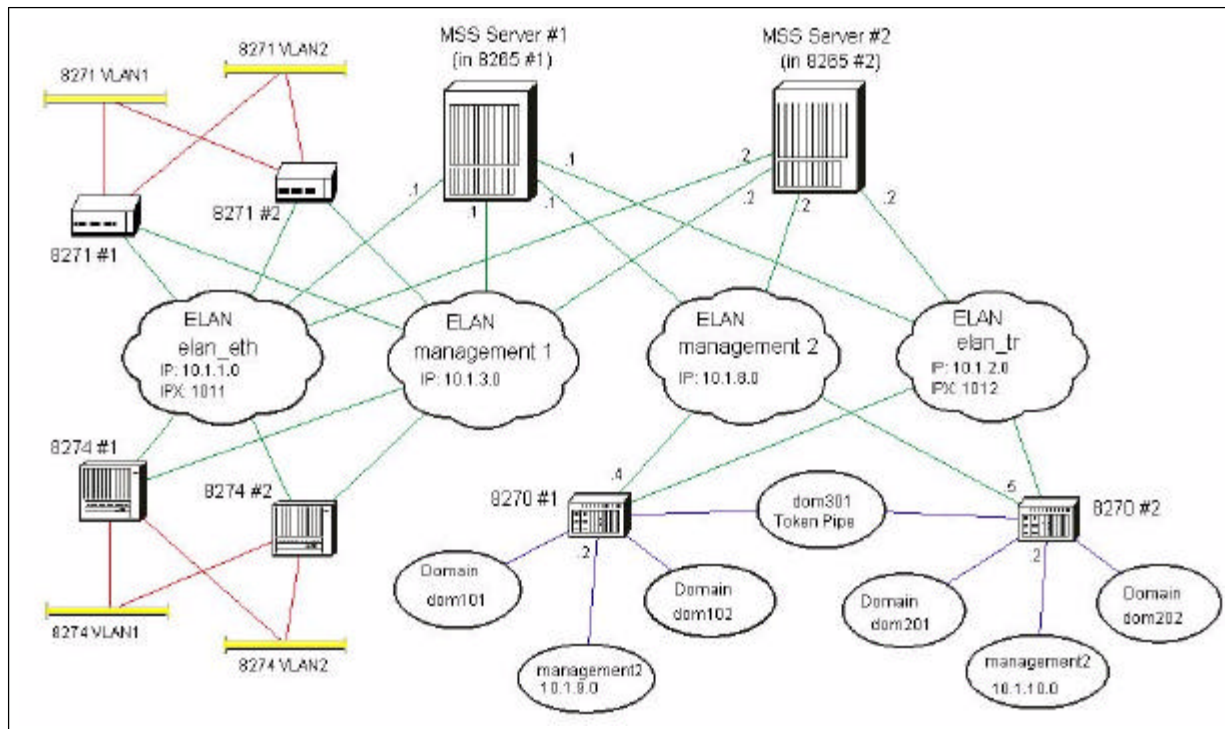 8271 VLAN2
8271 VLAN1
MSS Server #1
(in 8265 #1)
MSS Server #2
(in 8265 #2)
.1
.1
.1
.1
.2
.2
.2
.2
8271 #2
8271 #1
ELAN
elan_eth
IP: 10.1.1.0
IPX: 1011
ELAN
management 1
IP: 10.1.3.0
ELAN
management 2
IP: 10.1.8.0
ELAN
elan_tr
IP: 10.1.2.0
IPX: 1012
8274 #1
8274 #2
8274 VLAN1
8274 VLAN2
.4
8270 #1
.2
dom301
Token Pipe
.5
8270 #2
.2
Domain
dom101
Domain
dom102
management2
10.1.9.0
Domain
dom201
Domain
dom202
management2
10.1.10.0